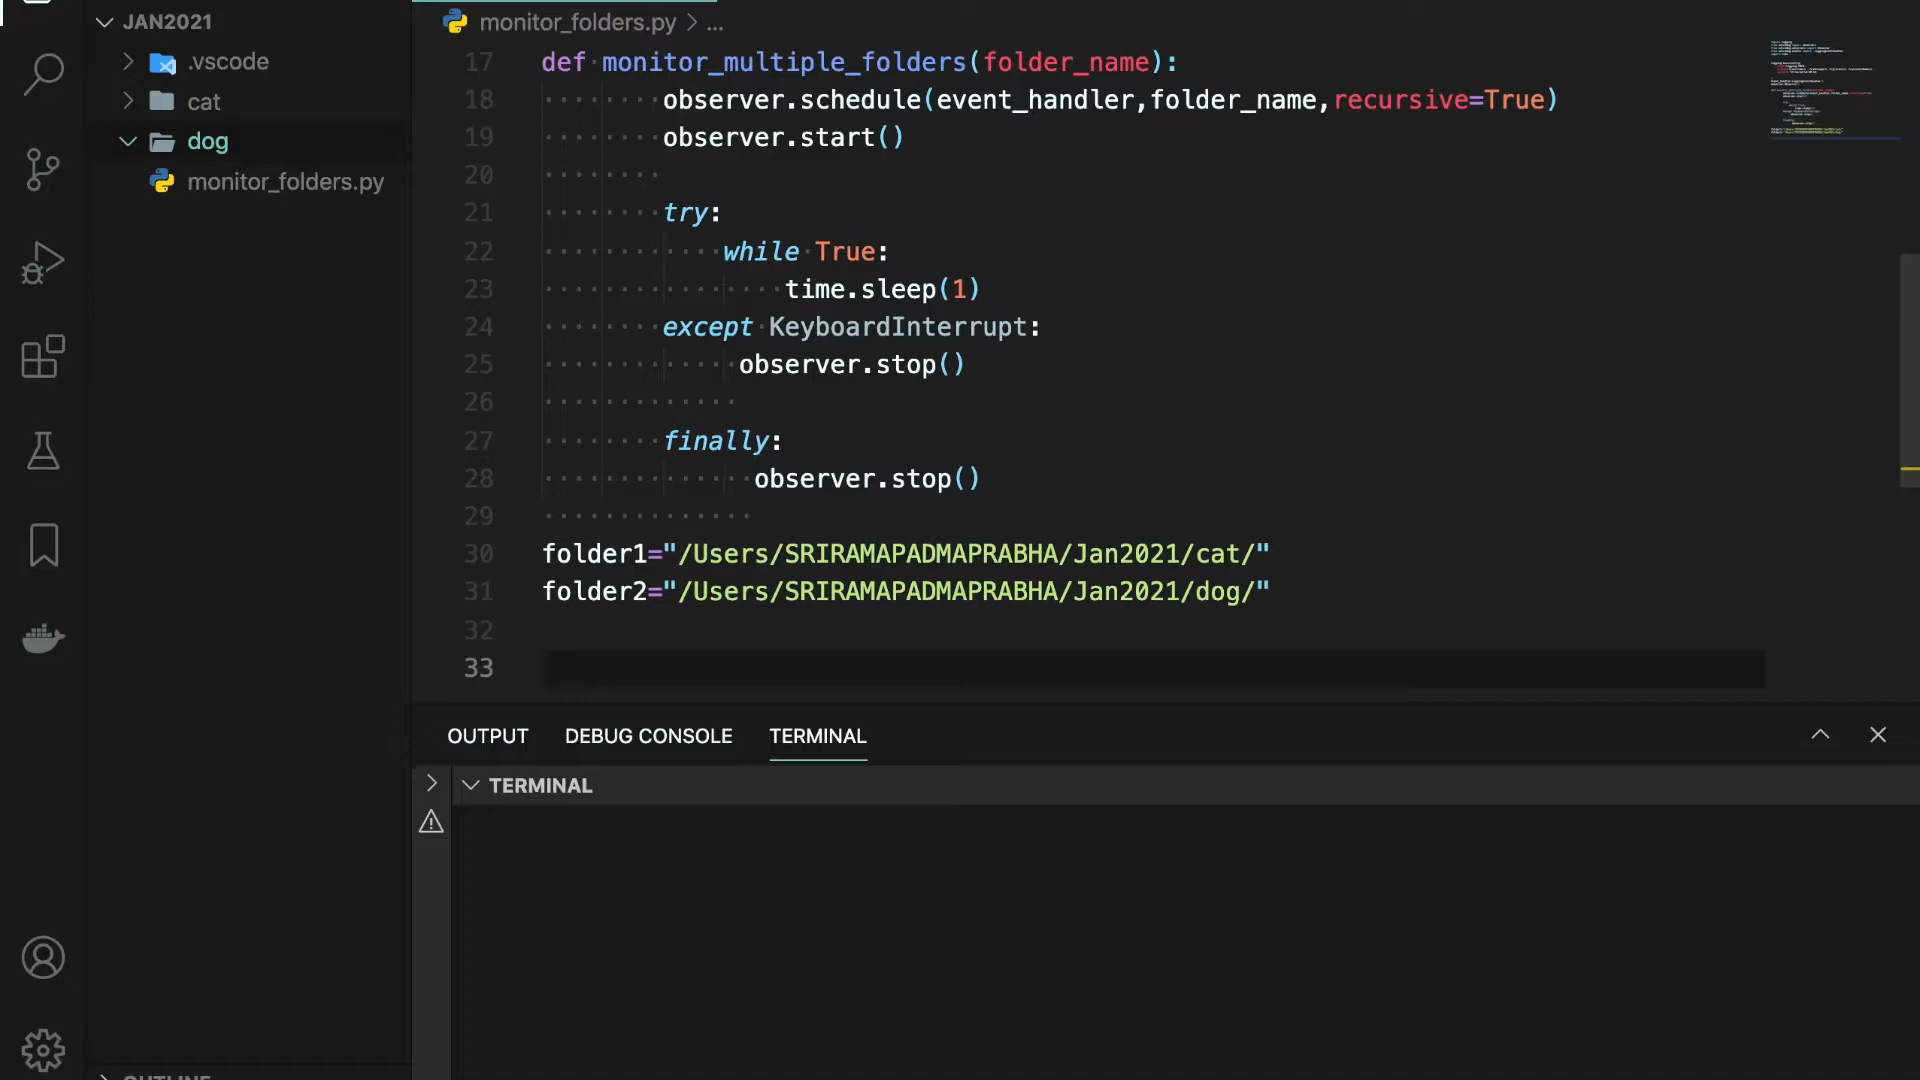 JAN2021
.vscode
cat
dog
monitor_folders.py
monitor_folders.py > ...
17 def monitor_multiple_folders(folder_name):
18 observer.schedule(event_handler,folder_name,recursive=True)
19 observer.start()
20
21 try:
22 while True:
23 time.sleep(1)
24 except KeyboardInterrupt:
25 observer.stop()
26
27 finally:
28 observer.stop()
29
30 folder1="/Users/SRIRAMAPADMAPRABHA/Jan2021/cat/"
31 folder2="/Users/SRIRAMAPADMAPRABHA/Jan2021/dog/"
32
33
OUTPUT DEBUG CONSOLE TERMINAL
TERMINAL
OUTLINE